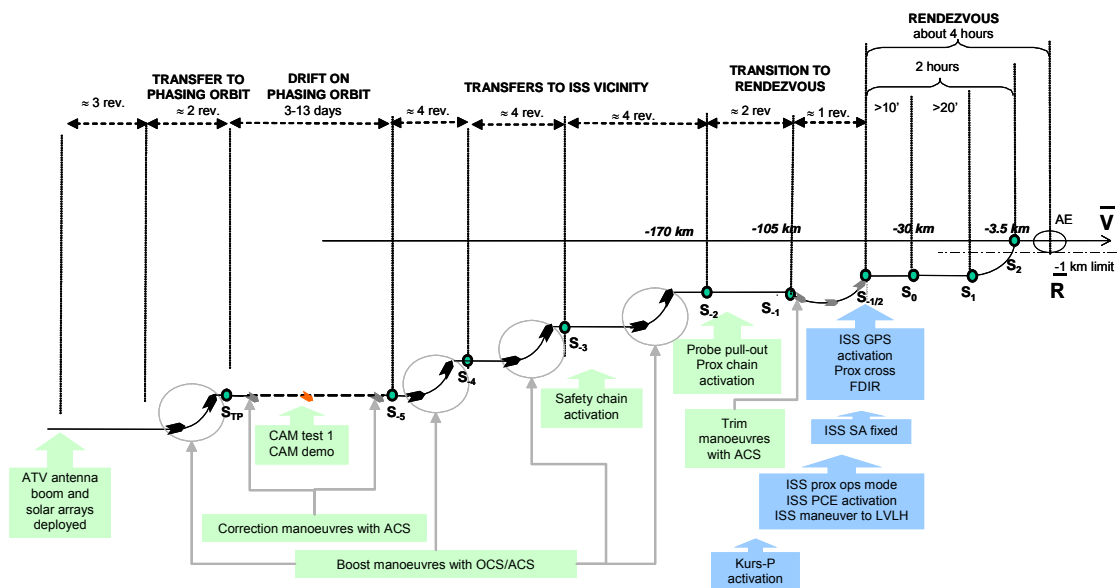 RENDEZVOUS
about 4 hours
TRANSFER TO
PHASING ORBIT
DRIFT ON
PHASING ORBIT
3-13 days
TRANSFERS TO ISS VICINITY
TRANSITION TO
RENDEZVOUS
2 hours
≈ 3 rev.
≈ 2 rev.
≈ 4 rev.
≈ 4 rev.
≈ 4 rev.
≈ 2 rev
≈ 1 rev.
>10'
>20'
-170 km
-105 km
-30 km
-3.5 km
AE
V
-1 km limit
R
S2
S-2
S-1
S-1/2
S0
S1
S-3
S-4
STP
S-5
ATV antenna
boom and
solar arrays
deployed
CAM test 1
CAM demo
Safety chain
activation
Probe pull-out
Prox chain
activation
ISS GPS
activation
Prox cross
FDIR
Trim
manoeuvres
with ACS
ISS SA fixed
ISS prox ops mode
ISS PCE activation
ISS maneuver to LVLH
Correction manoeuvres with ACS
Boost manoeuvres with OCS/ACS
Kurs-P
activation